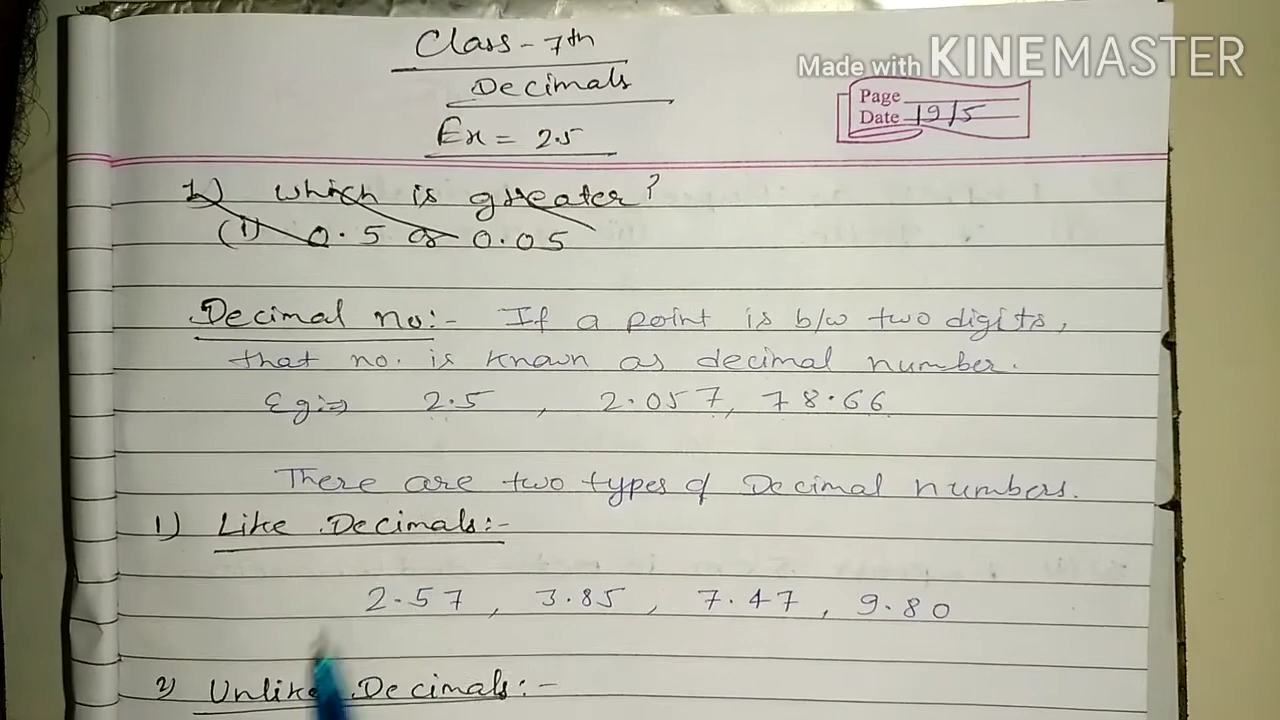 Class - 7th
Decimals
Ex = 2.5
Made with KINEMASTER
Page
Date 19/5
1) which is greater?
(i) 0.5 or 0.05
Decimal no:- If a point is b/w two digits,
that no. is known as decimal number.
Eg:⇒ 2.5 , 2.057, 78.66
There are two types of Decimal numbers.
1) Like Decimals:-
2.57 , 3.85 , 7.47 , 9.80
2) Unlike Decimals:-